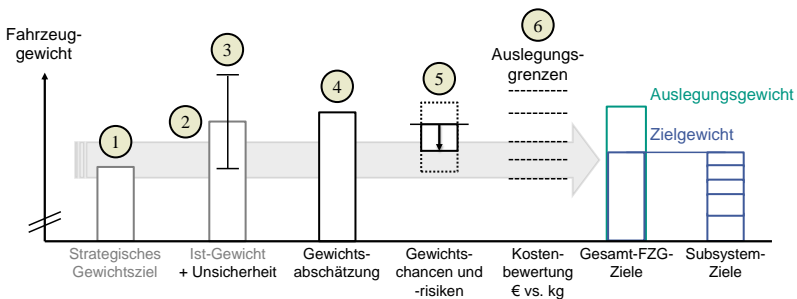 Fahrzeug-
gewicht
1
2
3
4
5
6
Auslegungs-
grenzen
Auslegungsgewicht
Zielgewicht
Strategisches
Gewichtsziel
Ist-Gewicht
+ Unsicherheit
Gewichts-
abschätzung
Gewichts-
chancen und
-risiken
Kosten-
bewertung
€ vs. kg
Gesamt-FZG-
Ziele
Subsystem-
Ziele